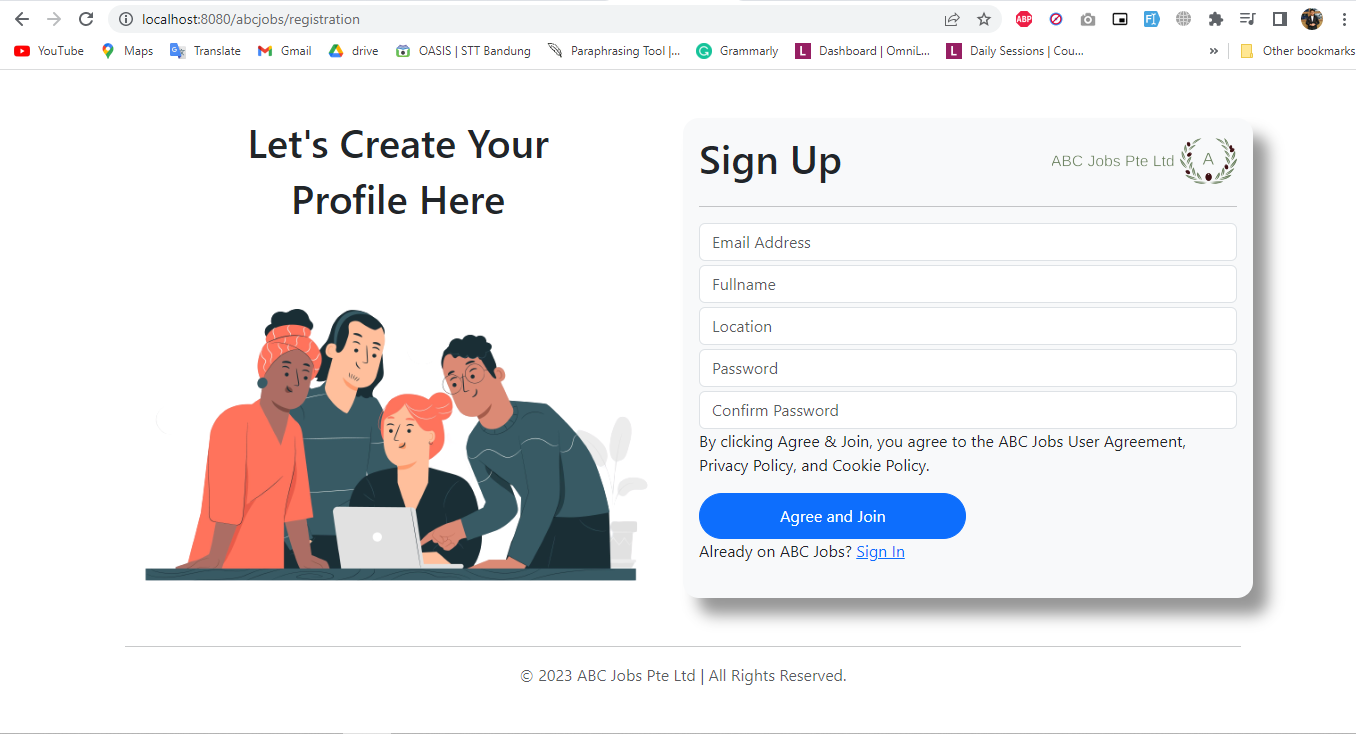 localhost:8080/abcjobs/registration
ABP
YouTube Maps Translate Gmail drive OASIS | STT Bandung Paraphrasing Tool |... G Grammarly L Dashboard | OmniL... L Daily Sessions | Cou... » Other bookmarks
Let's Create Your
Profile Here
Sign Up
ABC Jobs Pte Ltd A
Email Address
Fullname
Location
Password
Confirm Password
By clicking Agree & Join, you agree to the ABC Jobs User Agreement,
Privacy Policy, and Cookie Policy.
Agree and Join
Already on ABC Jobs? Sign In
© 2023 ABC Jobs Pte Ltd | All Rights Reserved.